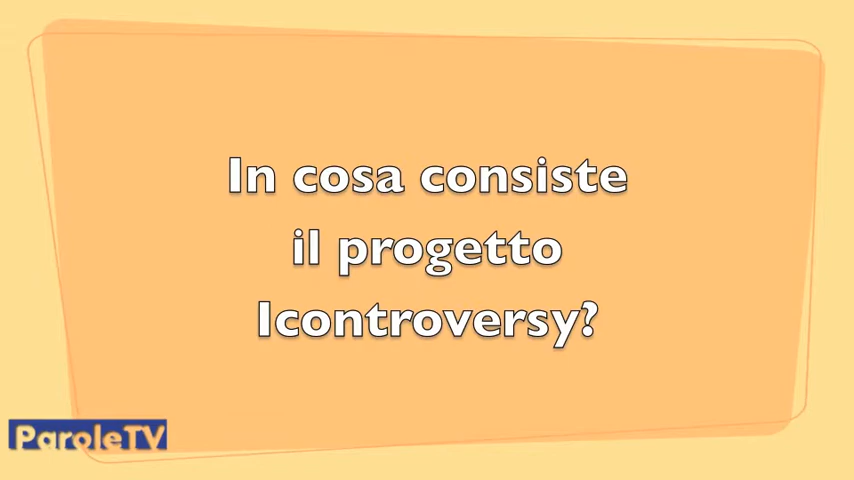 In cosa consiste
il progetto
Icontroversy?
ParoleTV